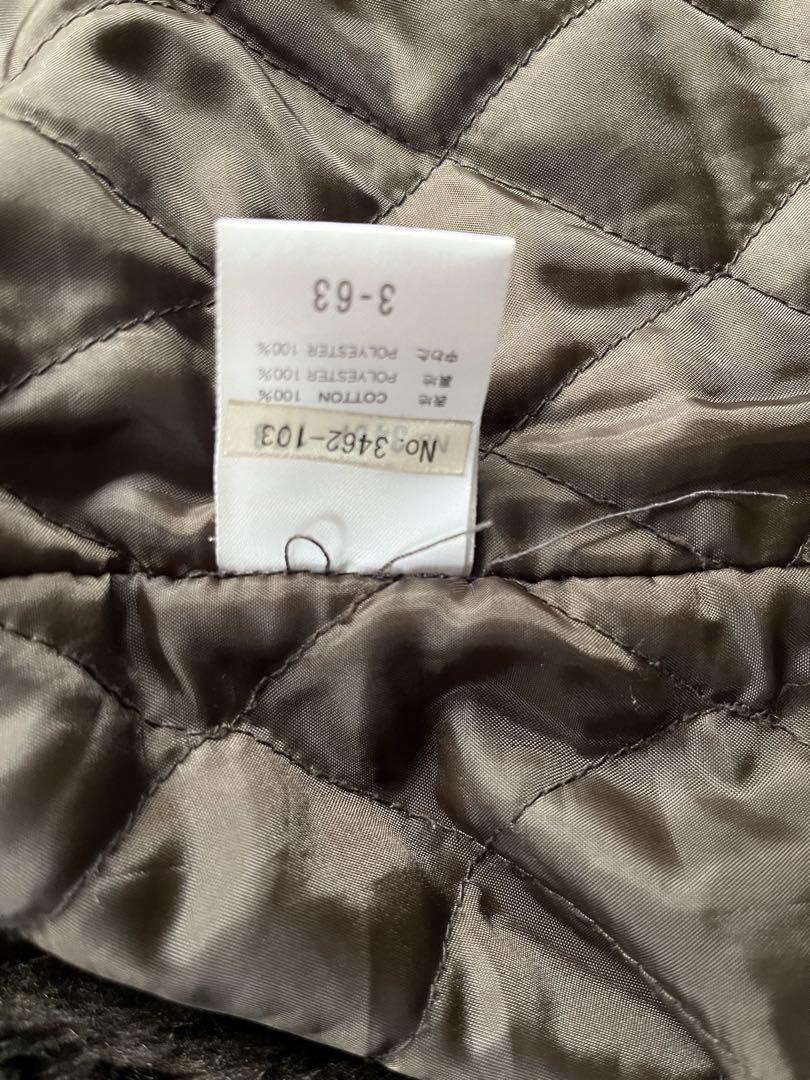 No. 3462-103
表地 COTTON 100%
裏地 POLYESTER 100%
中わた POLYESTER 100%
3-63